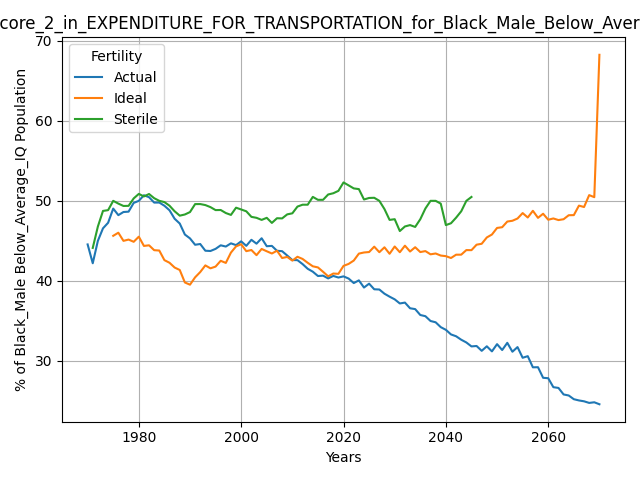 core_2_in_EXPENDITURE_FOR_TRANSPORTATION_for_Black_Male_Below_Aver
Fertility
Actual
Ideal
Sterile
% of Black_Male Below_Average_IQ Population
70
60
50
40
30
1980 2000 2020 2040 2060
Years